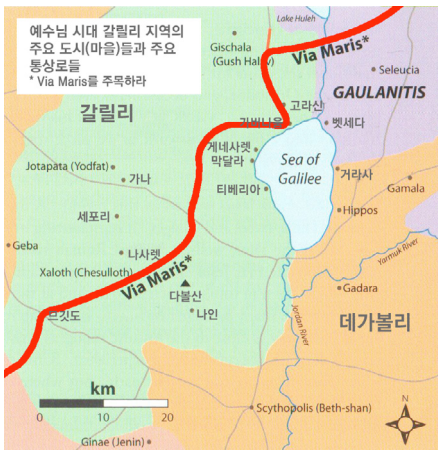 예수님 시대 갈릴리 지역의
주요 도시(마을)들과 주요
통상로들
* Via Maris를 주목하라
Lake Huleh
Gischala
(Gush Halav)
Via Maris*
Seleucia
GAULANITIS
갈릴리
고라신
가버나움
벳세다
게네사렛
막달라
Sea of
Galilee
Jotapata (Yodfat)
가나
티베리아
거라사
Gamala
세포리
Hippos
Geba
나사렛
Yarmuk River
Xaloth (Chesulloth)
Via Maris*
다볼산
Gadara
나인
Jordan River
데가볼리
므깃도
km
0 10 20
N
Scythopolis (Beth-shan)
Ginae (Jenin)